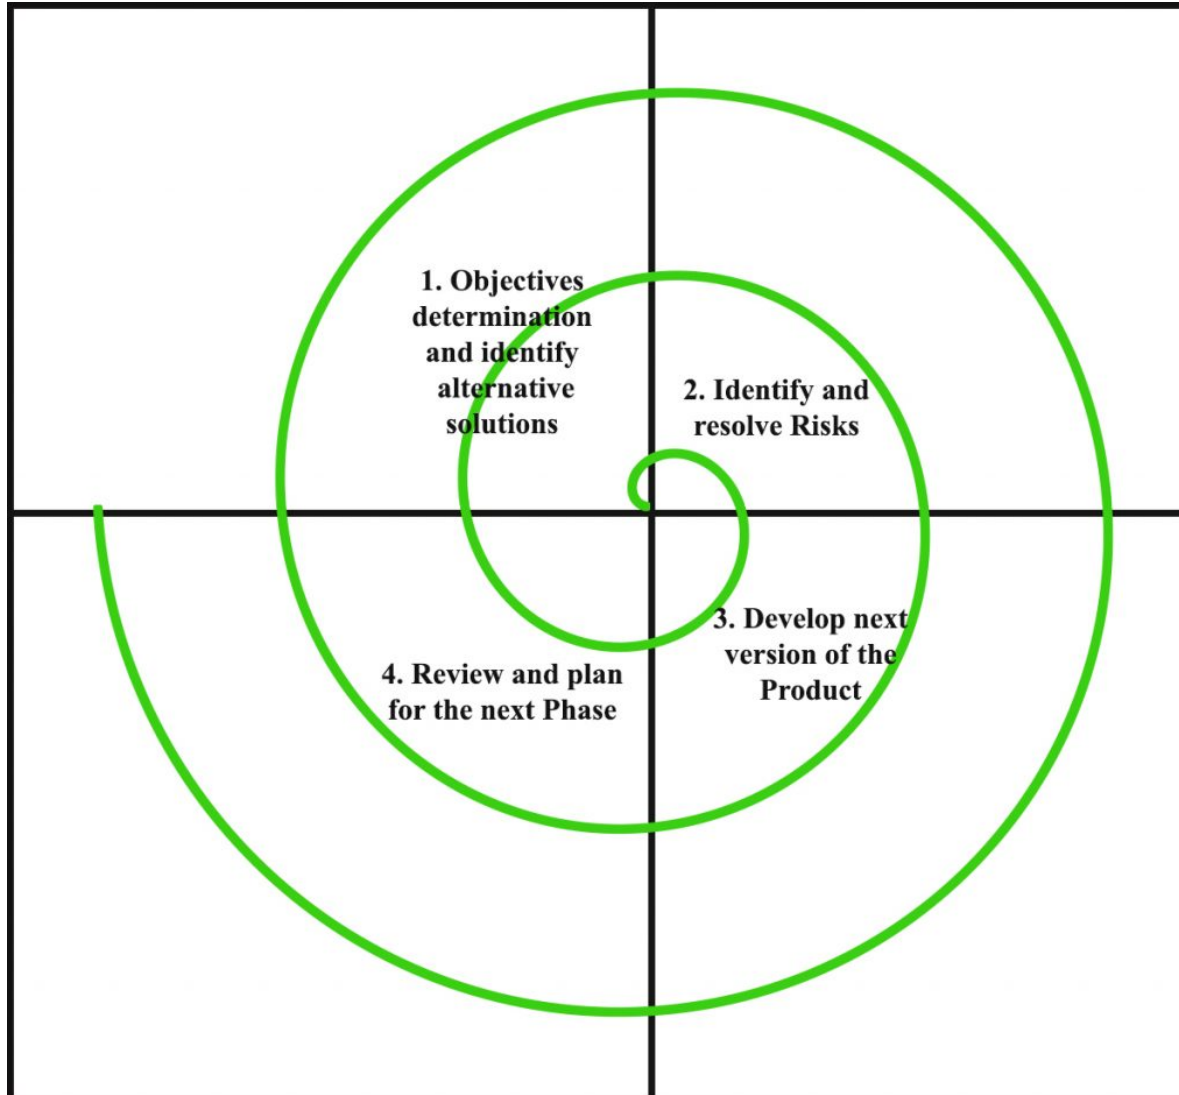 1. Objectives
determination
and identify
alternative
solutions
2. Identify and
resolve Risks
3. Develop next
version of the
Product
4. Review and plan
for the next Phase